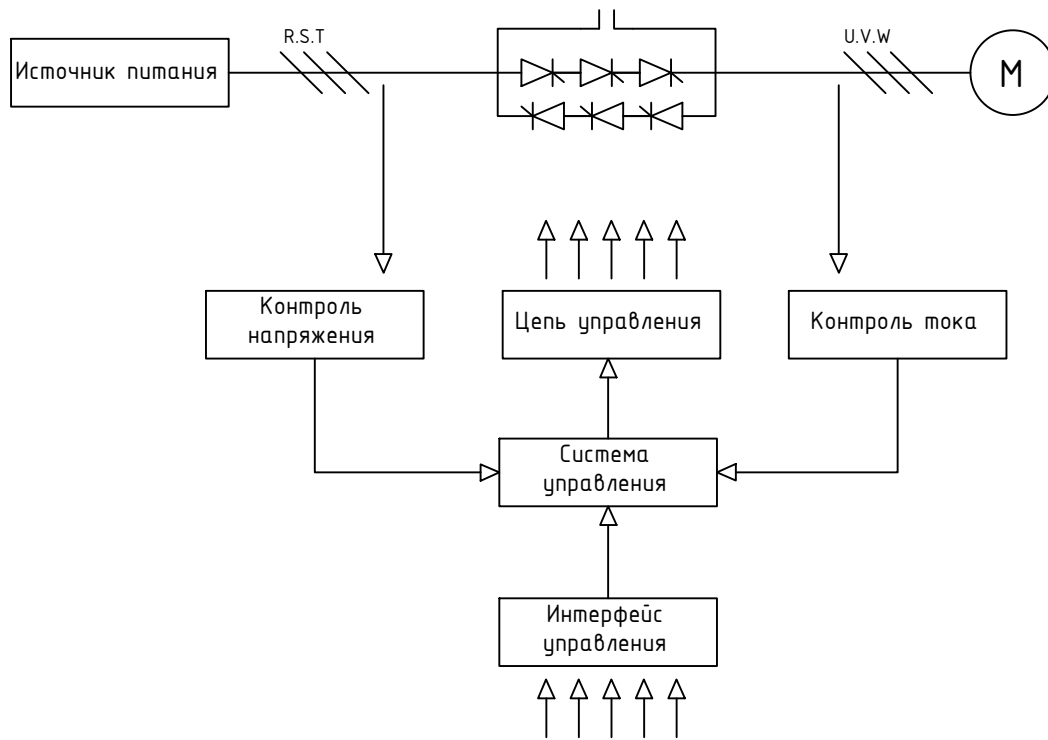 R.S.T
U.V.W
Источник питания
M
Контроль
напряжения
Цепь управления
Контроль тока
Система
управления
Интерфейс
управления